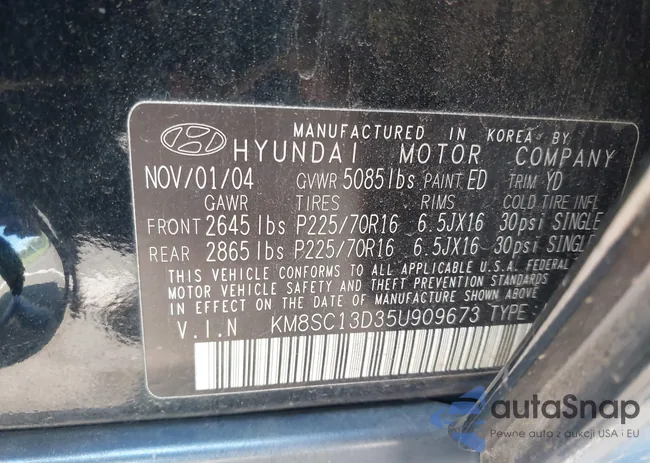 MANUFACTURED IN KOREA BY
HYUNDAI MOTOR COMPANY
NOV/01/04 GVWR 5085lbs PAINT ED TRIM YD
GAWR TIRES RIMS COLD TIRE INFL
FRONT 2645lbs P225/70R16 6.5JX16 30psi SINGLE
REAR 2865lbs P225/70R16 6.5JX16 30psi SINGLE
THIS VEHICLE CONFORMS TO ALL APPLICABLE U.S.A. FEDERAL
MOTOR VEHICLE SAFETY AND BUMPER AND THEFT PREVENTION STANDARDS
IN EFFECT ON THE DATE OF MANUFACTURE SHOWN ABOVE.
V.I.N KM8SC13D35U909673 TYPE:
autaSnap
Pewne auta z aukcji USA i EU